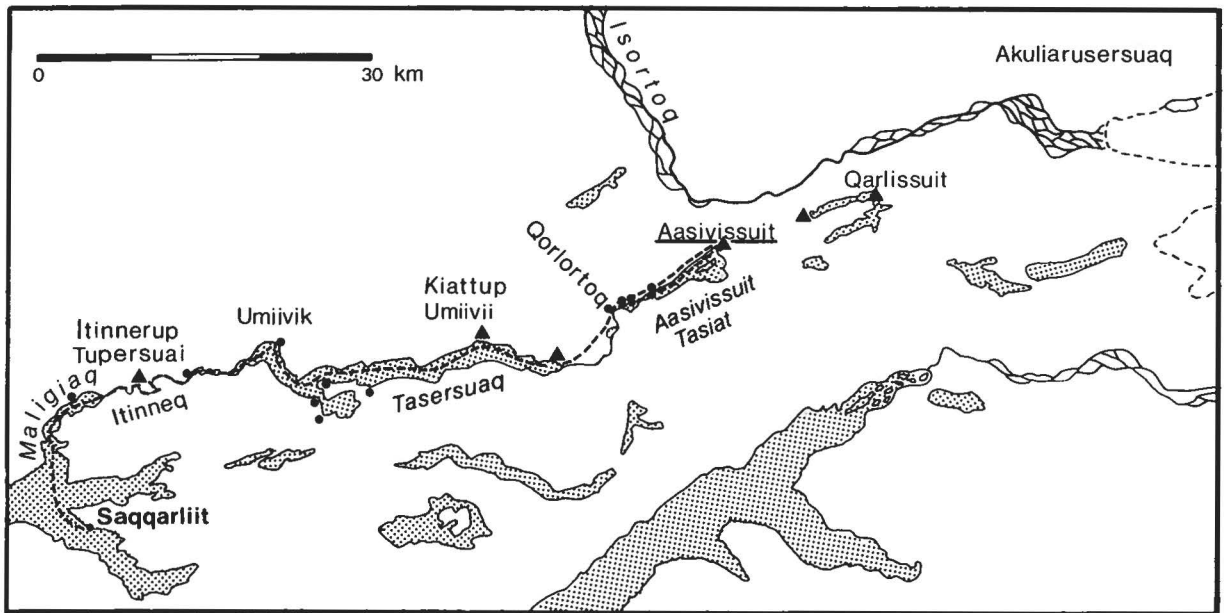 0 30 km
Isortoq
Akuliarusersuaq
Qarlissuit
Aasivissuit
Qorlortoq
Aasivissuit
Tasiat
Kiattup
Umiivii
Umiivik
Itinnerup
Tupersuai
Tasersuaq
Itinneq
Maligiaq
Saqqarliit